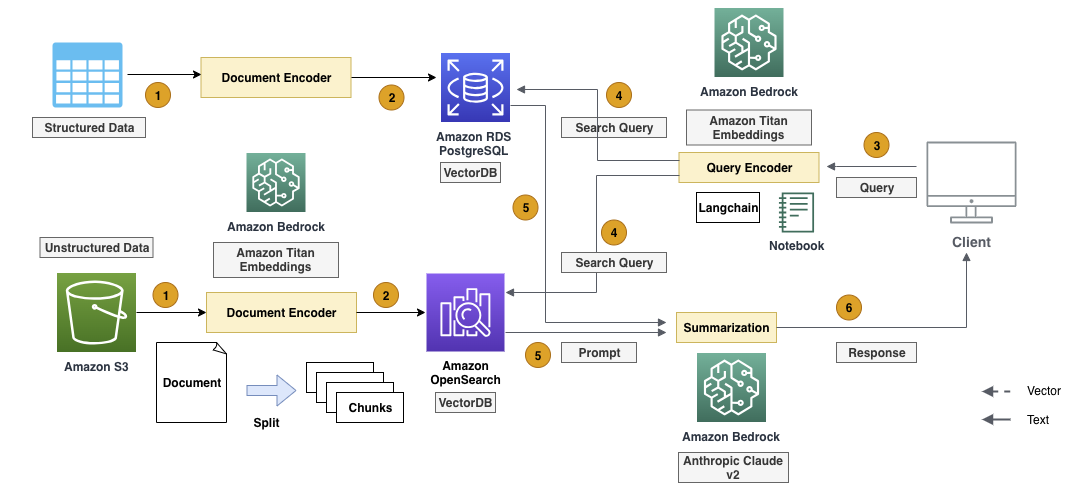 Structured Data
1
Document Encoder
2
Amazon RDS
PostgreSQL
VectorDB
4
Search Query
Amazon Bedrock
Amazon Titan
Embeddings
Query Encoder
Langchain
Notebook
3
Query
Client
Amazon Bedrock
Amazon Titan
Embeddings
Unstructured Data
Amazon S3
1
Document Encoder
2
Amazon
OpenSearch
VectorDB
Document
Split
Chunks
5
4
Search Query
5
Prompt
Summarization
Amazon Bedrock
Anthropic Claude
v2
6
Response
Vector
Text